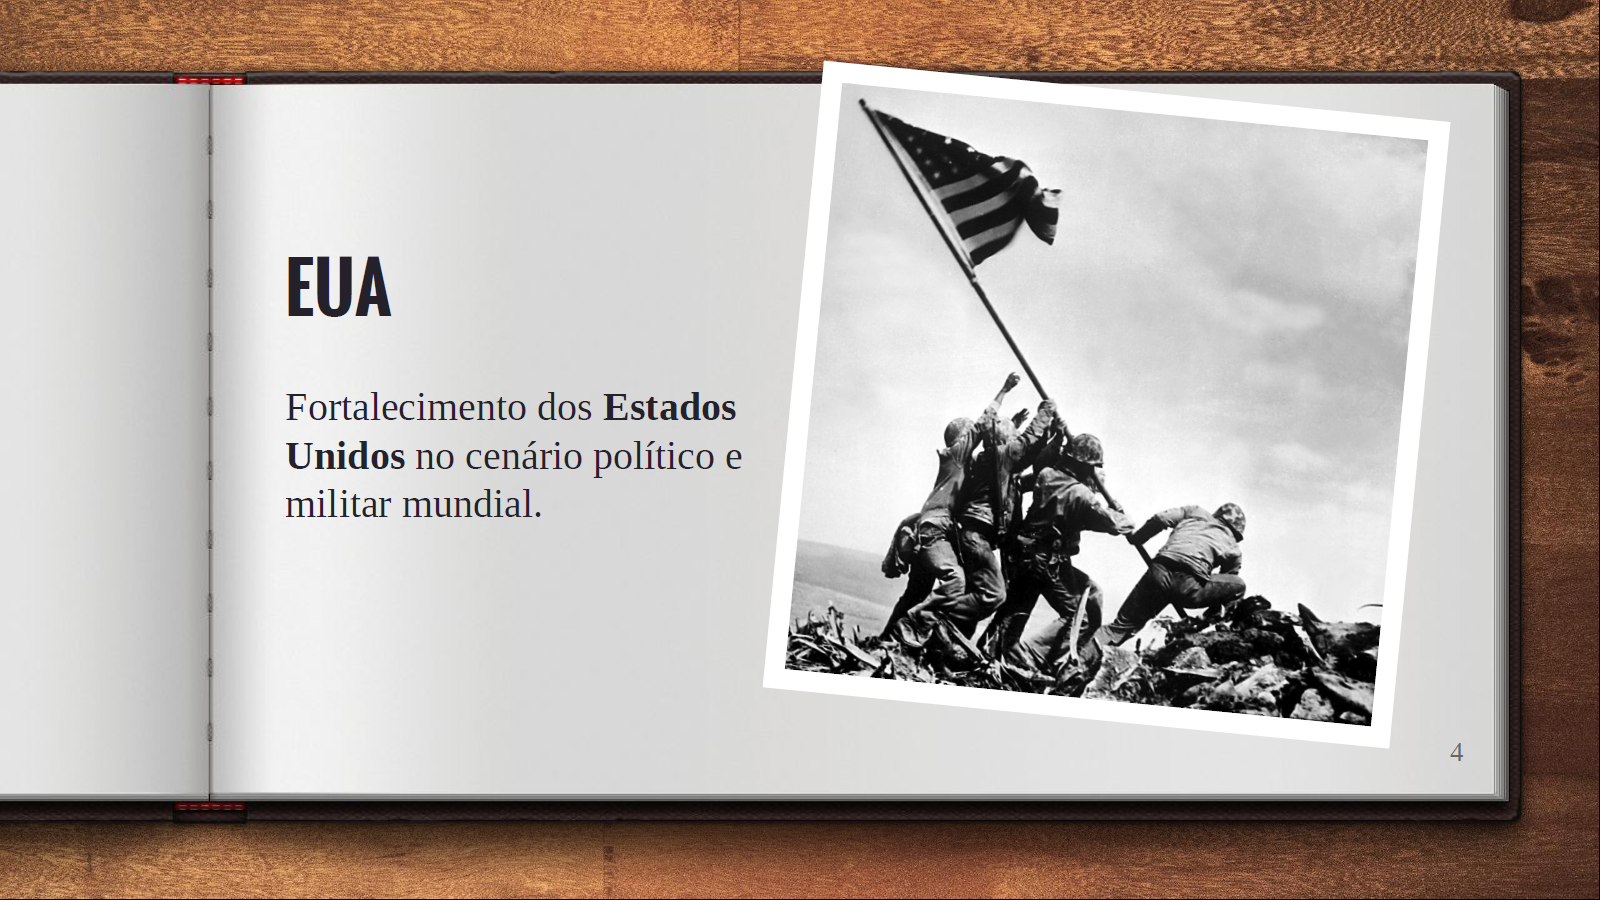 EUA
Fortalecimento dos Estados
Unidos no cenário político e
militar mundial.
4